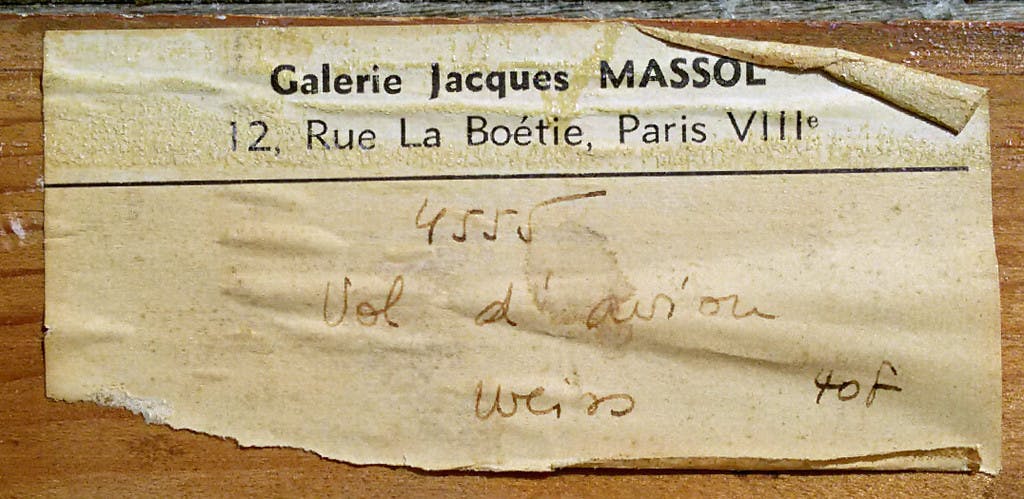 Galerie Jacques MASSOL
12, Rue La Boétie, Paris VIIIe
4555
Vol d'avion
Weiss 40F